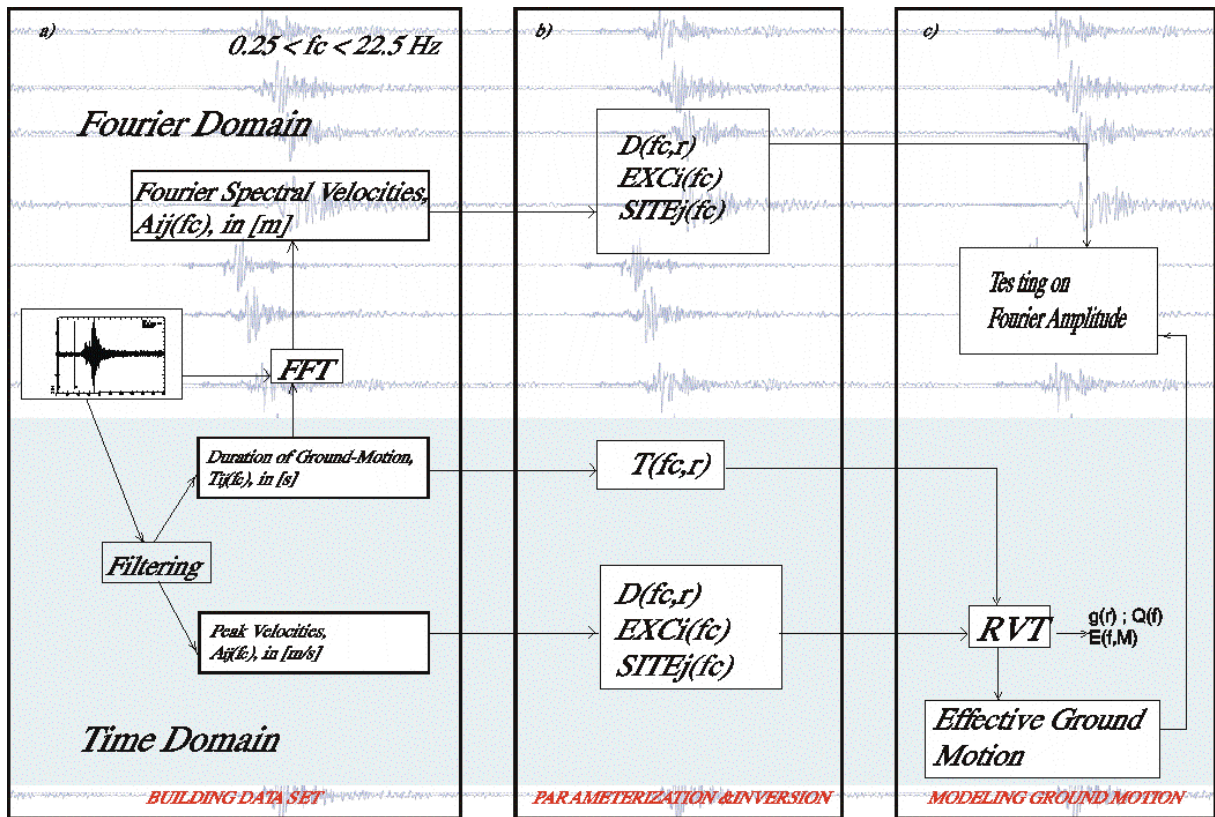 a)
0.25 < fc < 22.5 Hz
Fourier Domain
Fourier Spectral Velocities,
Aij(fc), in [m]
FFT
Duration of Ground-Motion,
Tij(fc), in [s]
Filtering
Peak Velocities,
Aij(fc), in [m/s]
Time Domain
BUILDING DATA SET
b)
D(fc,r)
EXCi(fc)
SITEj(fc)
T(fc,r)
D(fc,r)
EXCi(fc)
SITEj(fc)
PARAMETERIZATION &INVERSION
c)
Testing on
Fourier Amplitude
RVT
g(r) ; Q(f)
E(f,M)
Effective Ground
Motion
MODELING GROUND MOTION